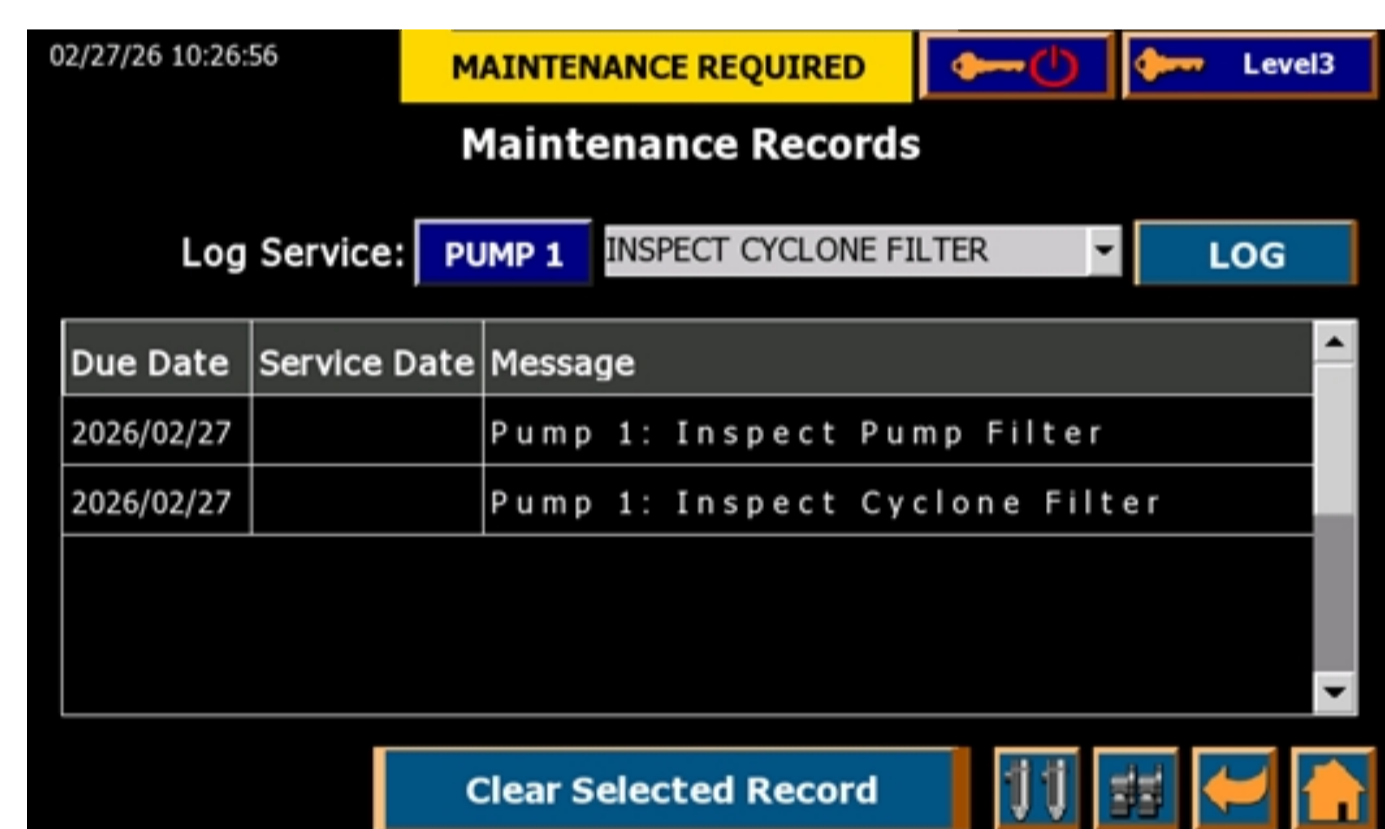 02/27/26 10:26:56
MAINTENANCE REQUIRED
Level3
Maintenance Records
Log Service: PUMP 1 INSPECT CYCLONE FILTER LOG
Due Date Service Date Message
2026/02/27 Pump 1: Inspect Pump Filter
2026/02/27 Pump 1: Inspect Cyclone Filter
Clear Selected Record